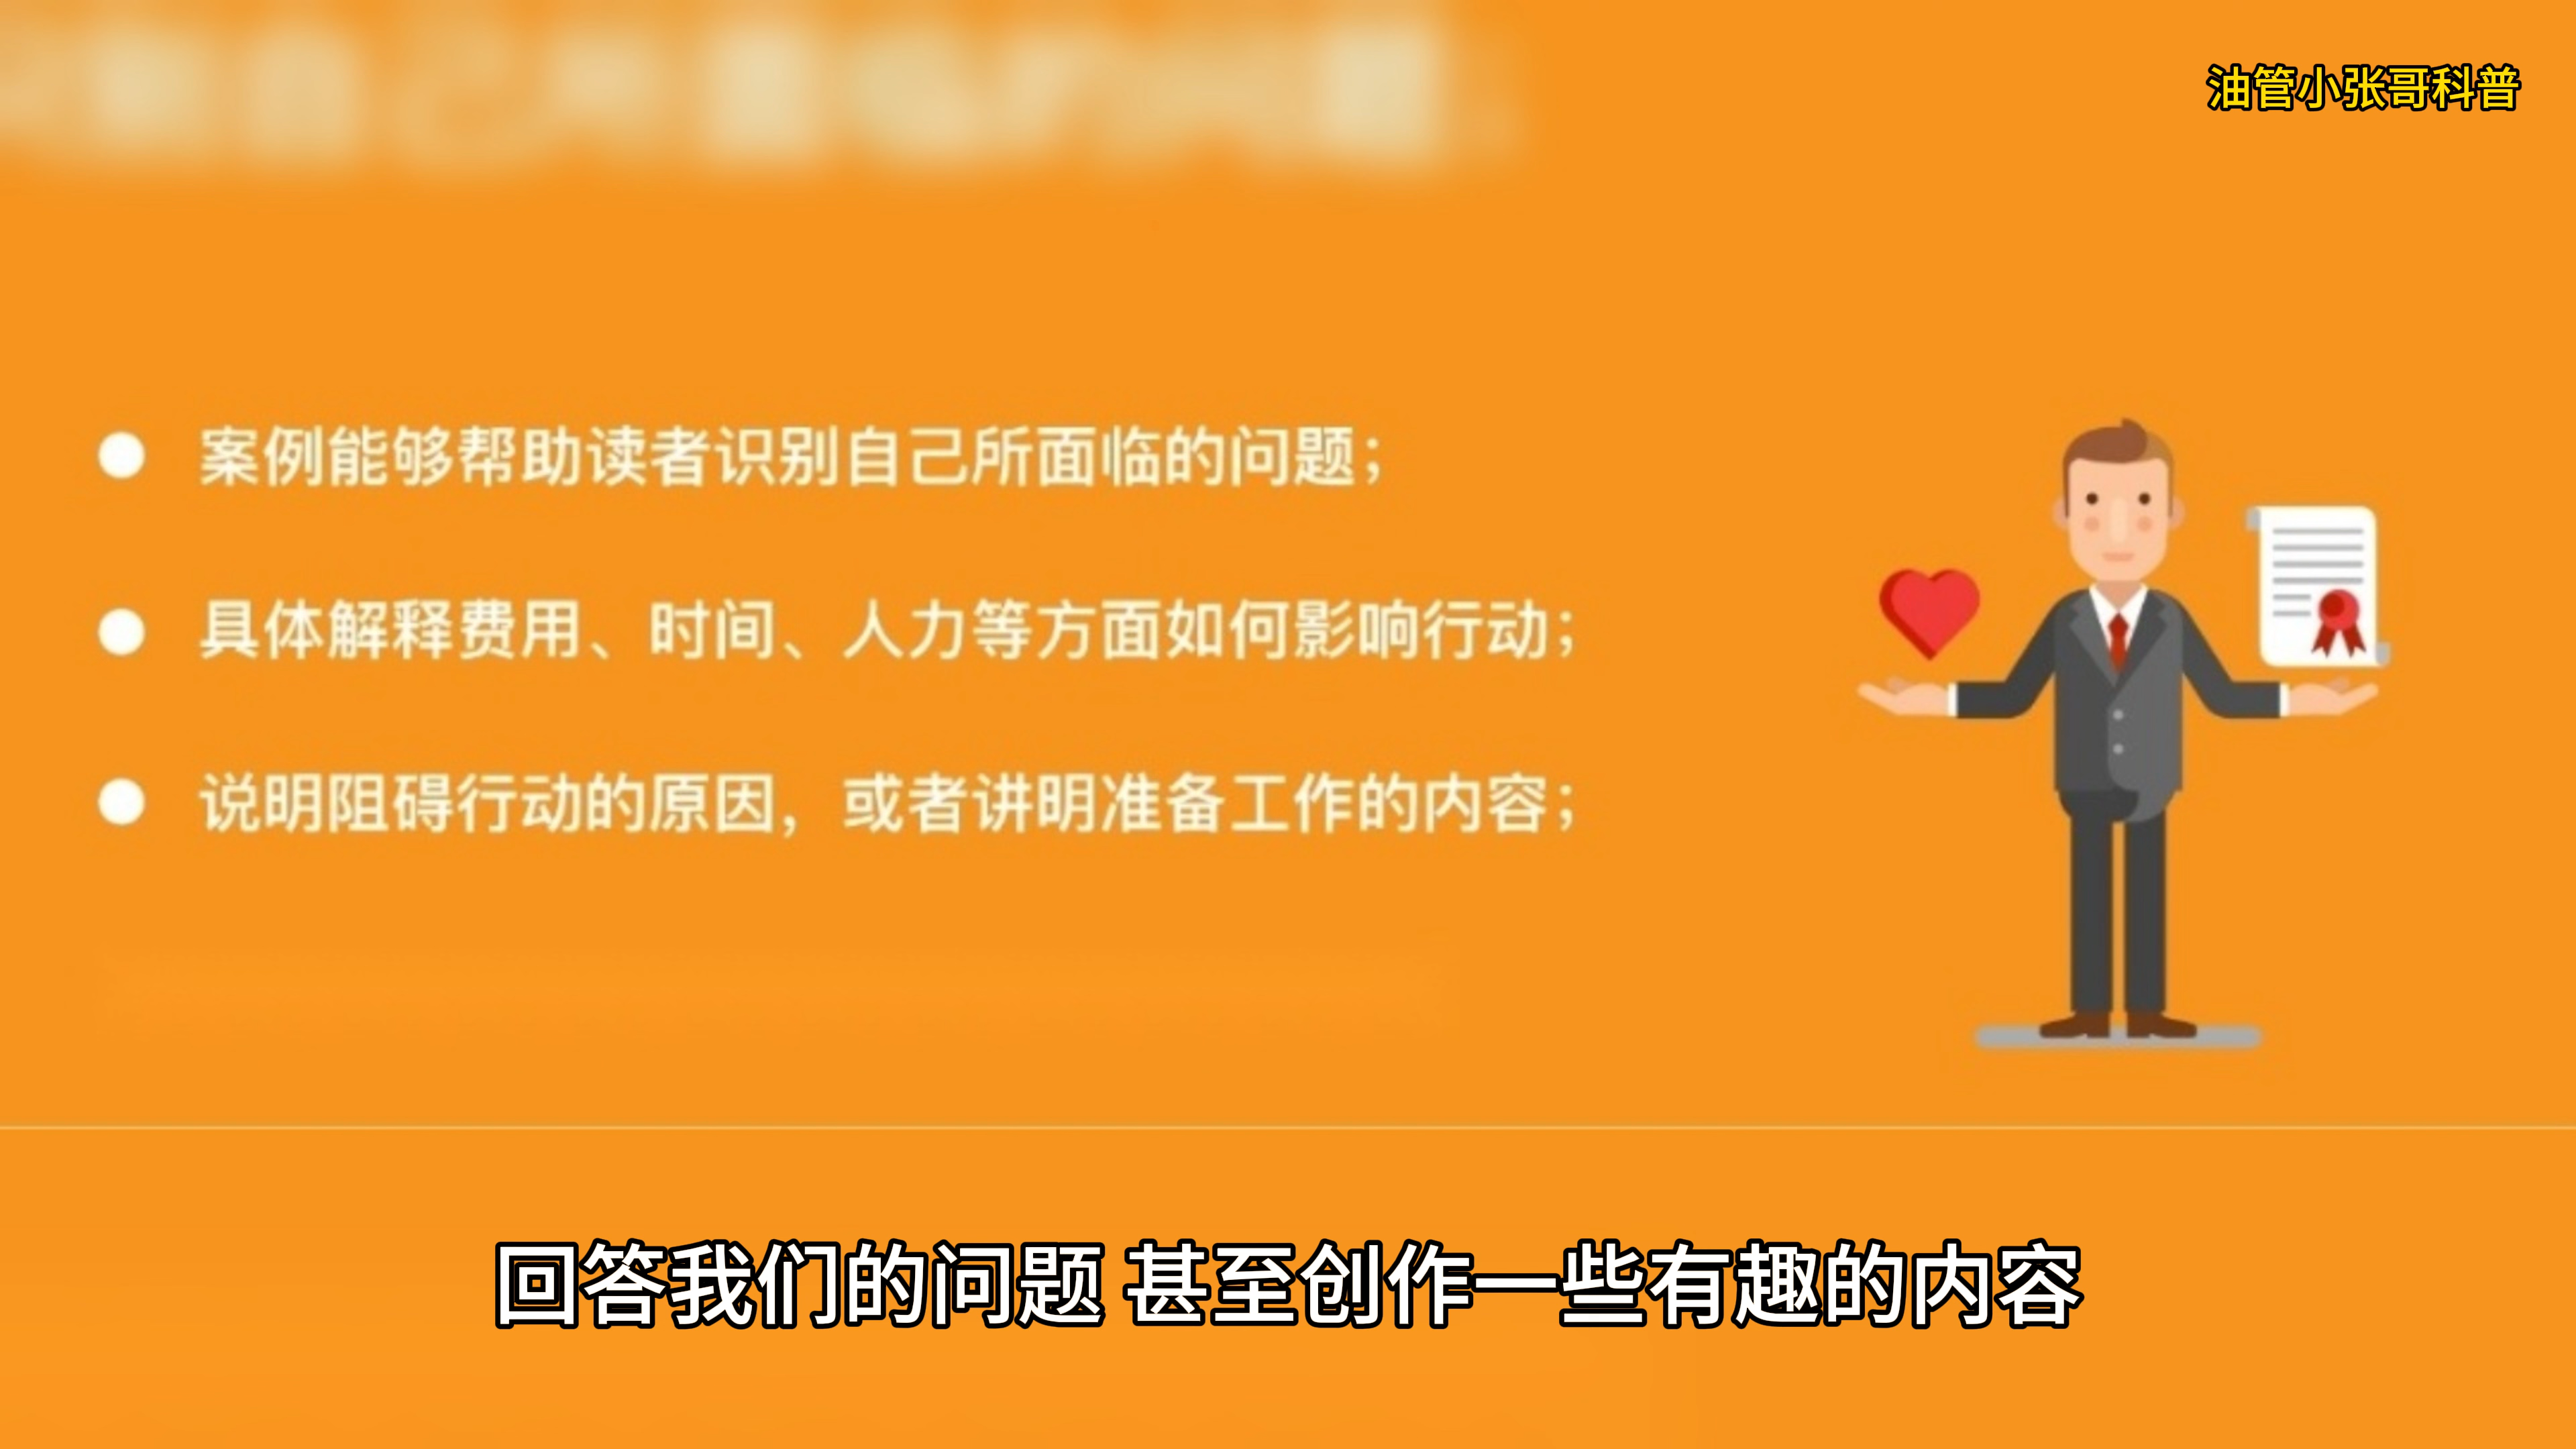 油管小张哥科普
案例能够帮助读者识别自己所面临的问题；
具体解释费用、时间、人力等方面如何影响行动；
说明阻碍行动的原因，或者讲明准备工作的内容；
回答我们的问题 甚至创作一些有趣的内容